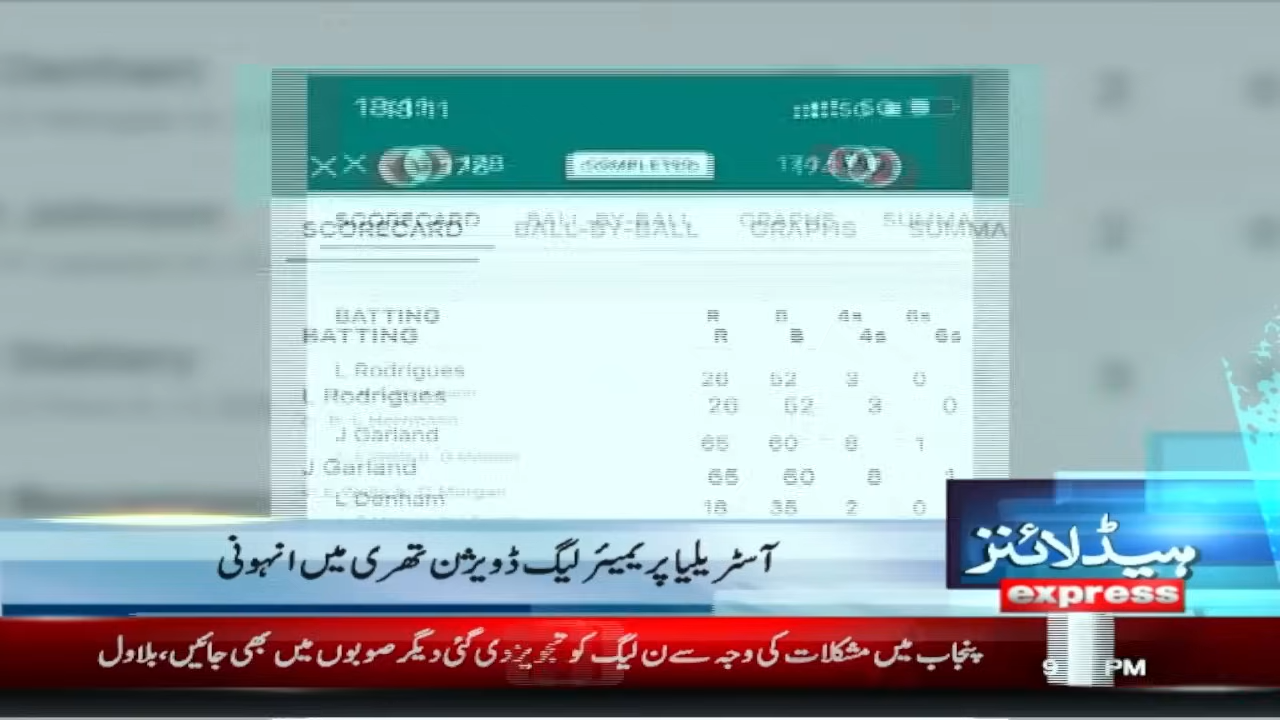 COMPLETED
SCORECARD BALL-BY-BALL GRAPHS SUMMA
BATTING R B 4s 6s
L Rodrigues 26 52 3 0
J Garland 65 60 8 1
L Denham 18 35 2 0
آسٹریلیا پریمیئر لیگ ڈویژن تھری میں انہونی
ہیڈلائنز
express
پنجاب میں مشکلات کی وجہ سے ن لیگ کو تجویز دی گئی دیگر صوبوں میں بھی جائیں، بلاول
9 PM